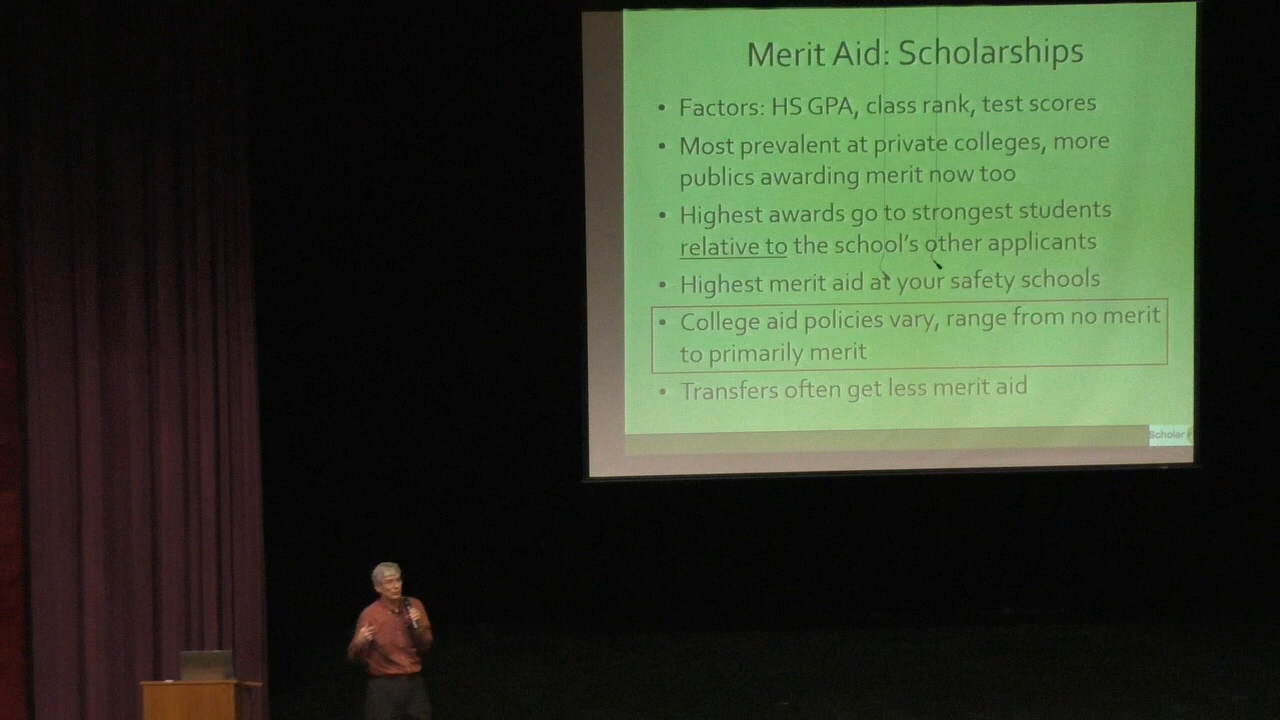 Merit Aid: Scholarships
• Factors: HS GPA, class rank, test scores
• Most prevalent at private colleges, more
publics awarding merit now too
• Highest awards go to strongest students
relative to the school's other applicants
• Highest merit aid at your safety schools
• College aid policies vary, range from no merit
to primarily merit
• Transfers often get less merit aid
Scholar